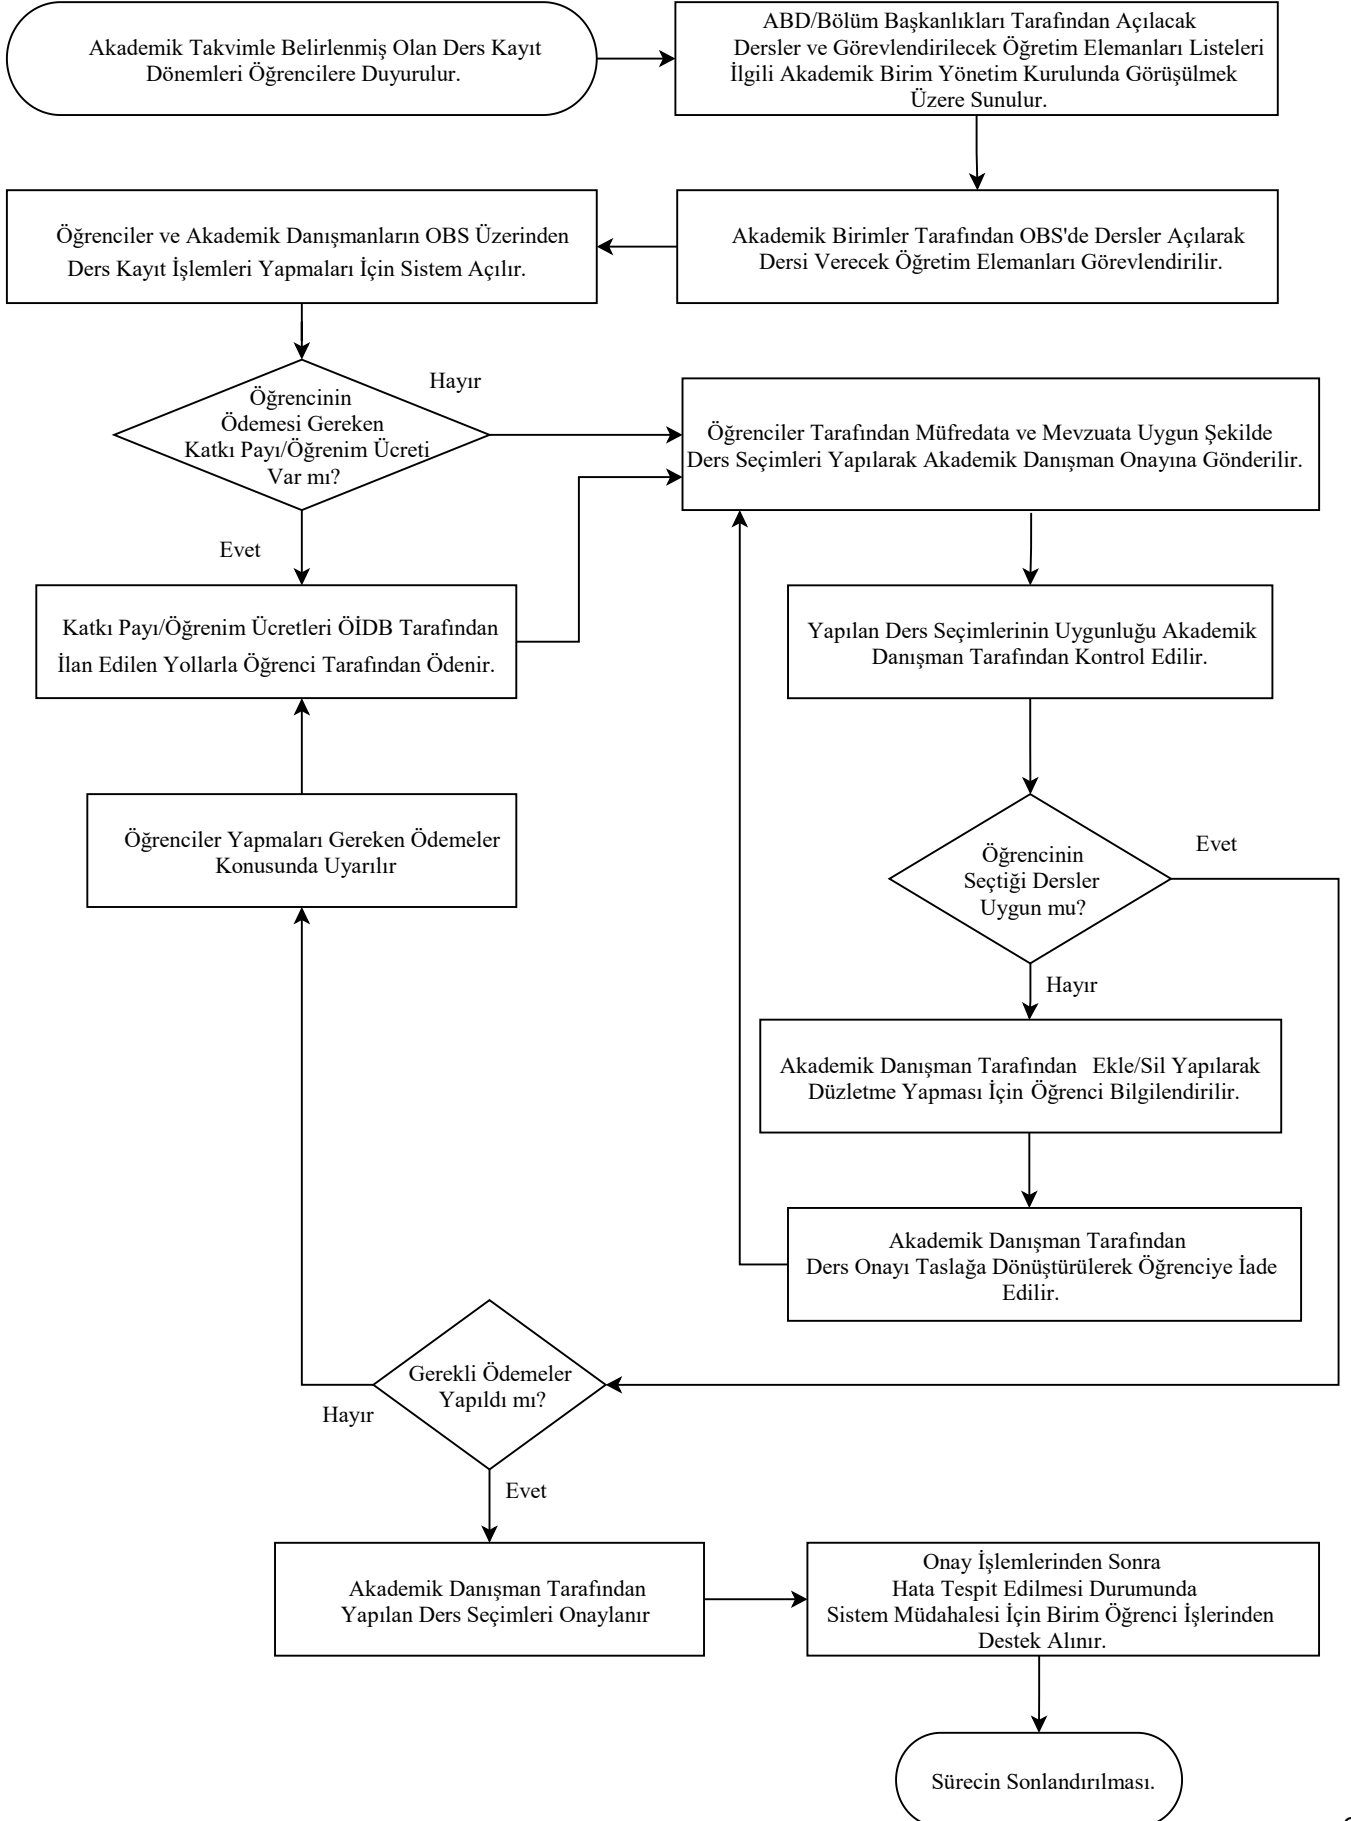 Akademik Takvimle Belirlenmiş Olan Ders Kayıt
Dönemleri Öğrencilere Duyurulur.
ABD/Bölüm Başkanlıkları Tarafından Açılacak
Dersler ve Görevlendirilecek Öğretim Elemanları Listeleri
İlgili Akademik Birim Yönetim Kurulunda Görüşülmek
Üzere Sunulur.
Akademik Birimler Tarafından OBS'de Dersler Açılarak
Dersi Verecek Öğretim Elemanları Görevlendirilir.
Öğrenciler ve Akademik Danışmanların OBS Üzerinden
Ders Kayıt İşlemleri Yapmaları İçin Sistem Açılır.
Öğrencinin
Ödemesi Gereken
Katkı Payı/Öğrenim Ücreti
Var mı?
Hayır
Evet
Öğrenciler Tarafından Müfredata ve Mevzuata Uygun Şekilde
Ders Seçimleri Yapılarak Akademik Danışman Onayına Gönderilir.
Katkı Payı/Öğrenim Ücretleri ÖİDB Tarafından
İlan Edilen Yollarla Öğrenci Tarafından Ödenir.
Yapılan Ders Seçimlerinin Uygunluğu Akademik
Danışman Tarafından Kontrol Edilir.
Öğrenciler Yapmaları Gereken Ödemeler
Konusunda Uyarılır
Öğrencinin
Seçtiği Dersler
Uygun mu?
Evet
Hayır
Akademik Danışman Tarafından Ekle/Sil Yapılarak
Düzletme Yapması İçin Öğrenci Bilgilendirilir.
Akademik Danışman Tarafından
Ders Onayı Taslağa Dönüştürülerek Öğrenciye İade
Edilir.
Gerekli Ödemeler
Yapıldı mı?
Hayır
Evet
Akademik Danışman Tarafından
Yapılan Ders Seçimleri Onaylanır
Onay İşlemlerinden Sonra
Hata Tespit Edilmesi Durumunda
Sistem Müdahalesi İçin Birim Öğrenci İşlerinden
Destek Alınır.
Sürecin Sonlandırılması.